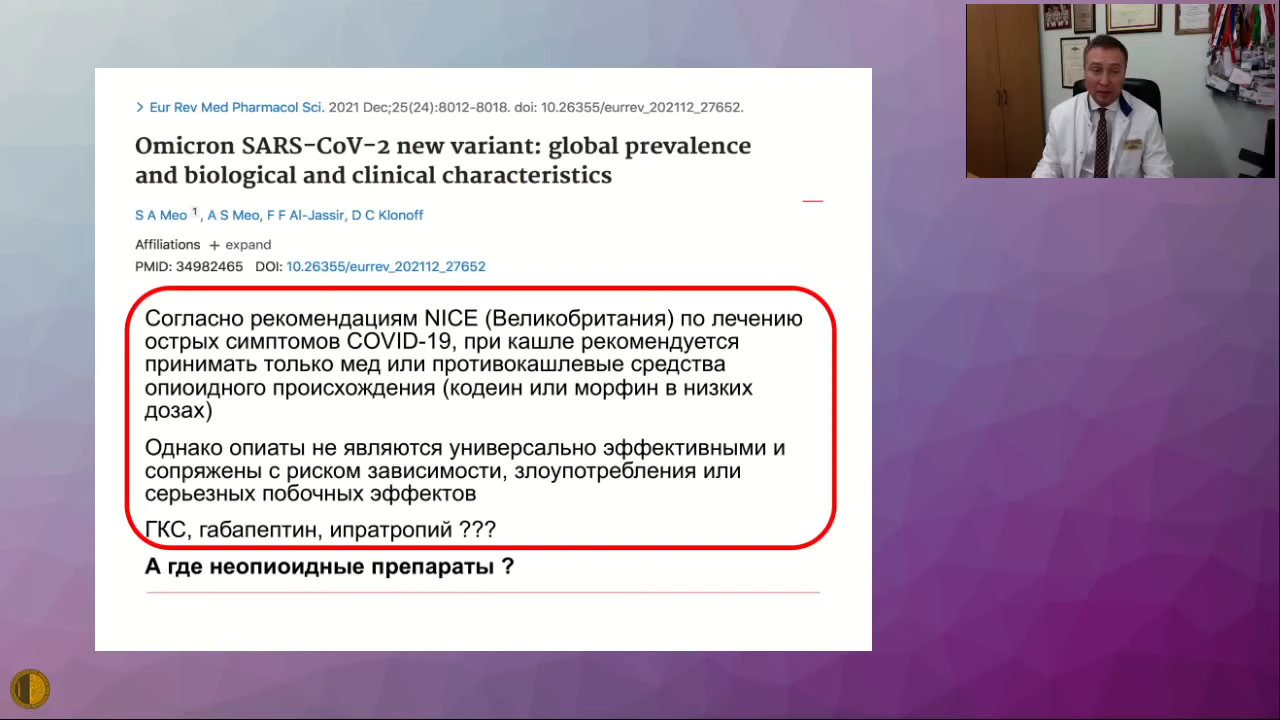 > Eur Rev Med Pharmacol Sci. 2021 Dec;25(24):8012-8018. doi: 10.26355/eurrev_202112_27652.
Omicron SARS-CoV-2 new variant: global prevalence
and biological and clinical characteristics
S A Meo 1, A S Meo, F F Al-Jassir, D C Klonoff
Affiliations + expand
PMID: 34982465 DOI: 10.26355/eurrev_202112_27652
Согласно рекомендациям NICE (Великобритания) по лечению
острых симптомов COVID-19, при кашле рекомендуется
принимать только мед или противокашлевые средства
опиоидного происхождения (кодеин или морфин в низких
дозах)
Однако опиаты не являются универсально эффективными и
сопряжены с риском зависимости, злоупотребления или
серьезных побочных эффектов
ГКС, габапептин, ипратропий ???
А где неопиоидные препараты ?